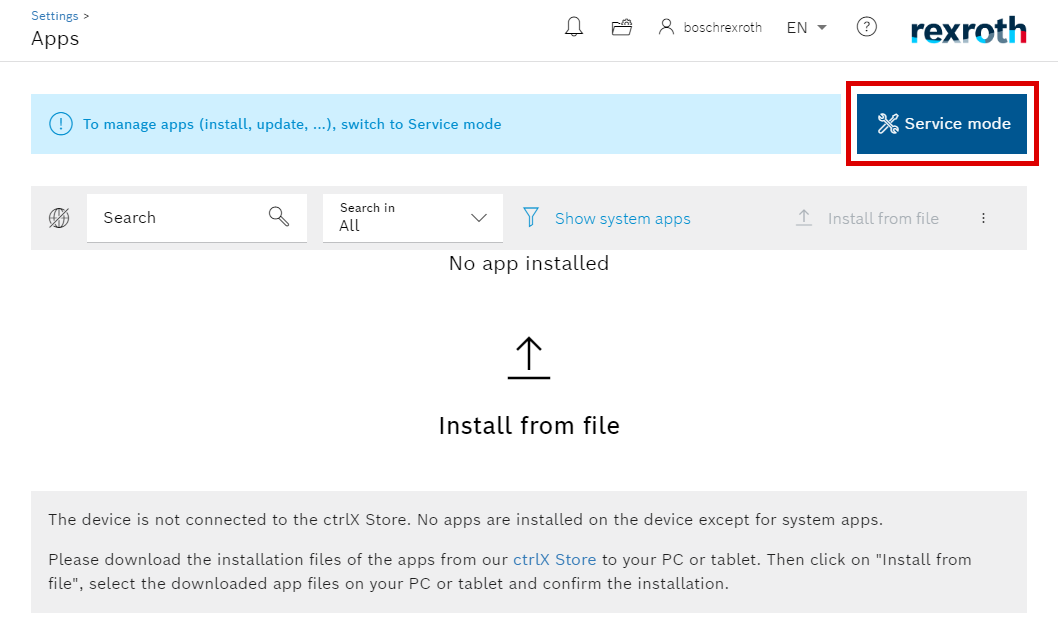 Settings >
Apps
boschrexroth
EN
?
rexroth
! To manage apps (install, update, ...), switch to Service mode
Service mode
Search
Search in
All
Show system apps
Install from file
No app installed
Install from file
The device is not connected to the ctrlX Store. No apps are installed on the device except for system apps.
Please download the installation files of the apps from our ctrlX Store to your PC or tablet. Then click on "Install from
file", select the downloaded app files on your PC or tablet and confirm the installation.